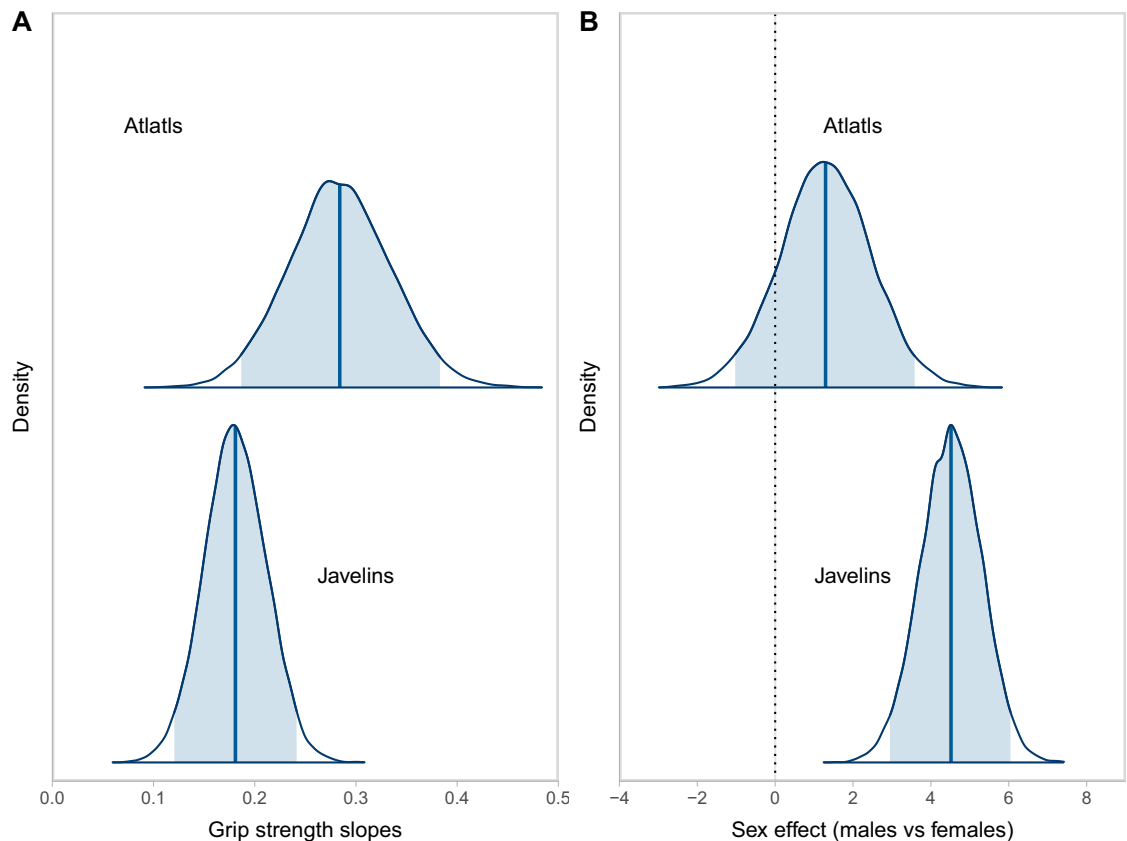 A
Atlatls
Javelins
Density
0.0 0.1 0.2 0.3 0.4 0.5
Grip strength slopes
B
Atlatls
Javelins
Density
−4 −2 0 2 4 6 8
Sex effect (males vs females)